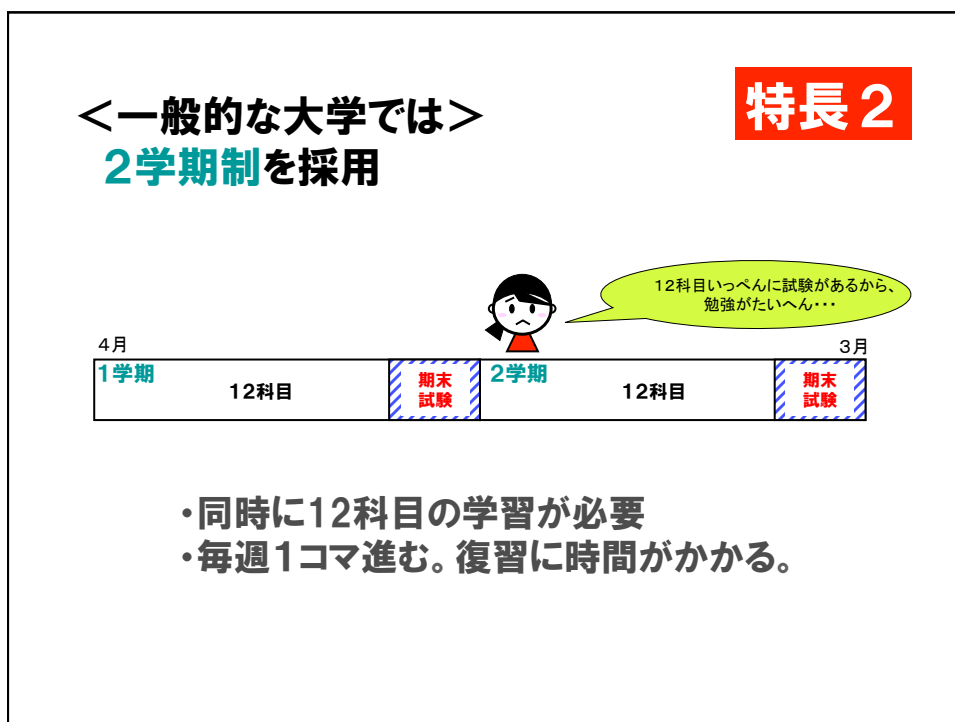 ＜一般的な大学では＞
特長２
２学期制を採用
１２科目いっぺんに試験があるから、
勉強がたいへん・・・
４月
３月
１学期
１２科目
期末
試験
２学期
１２科目
期末
試験
・同時に１２科目の学習が必要
・毎週１コマ進む。復習に時間がかかる。